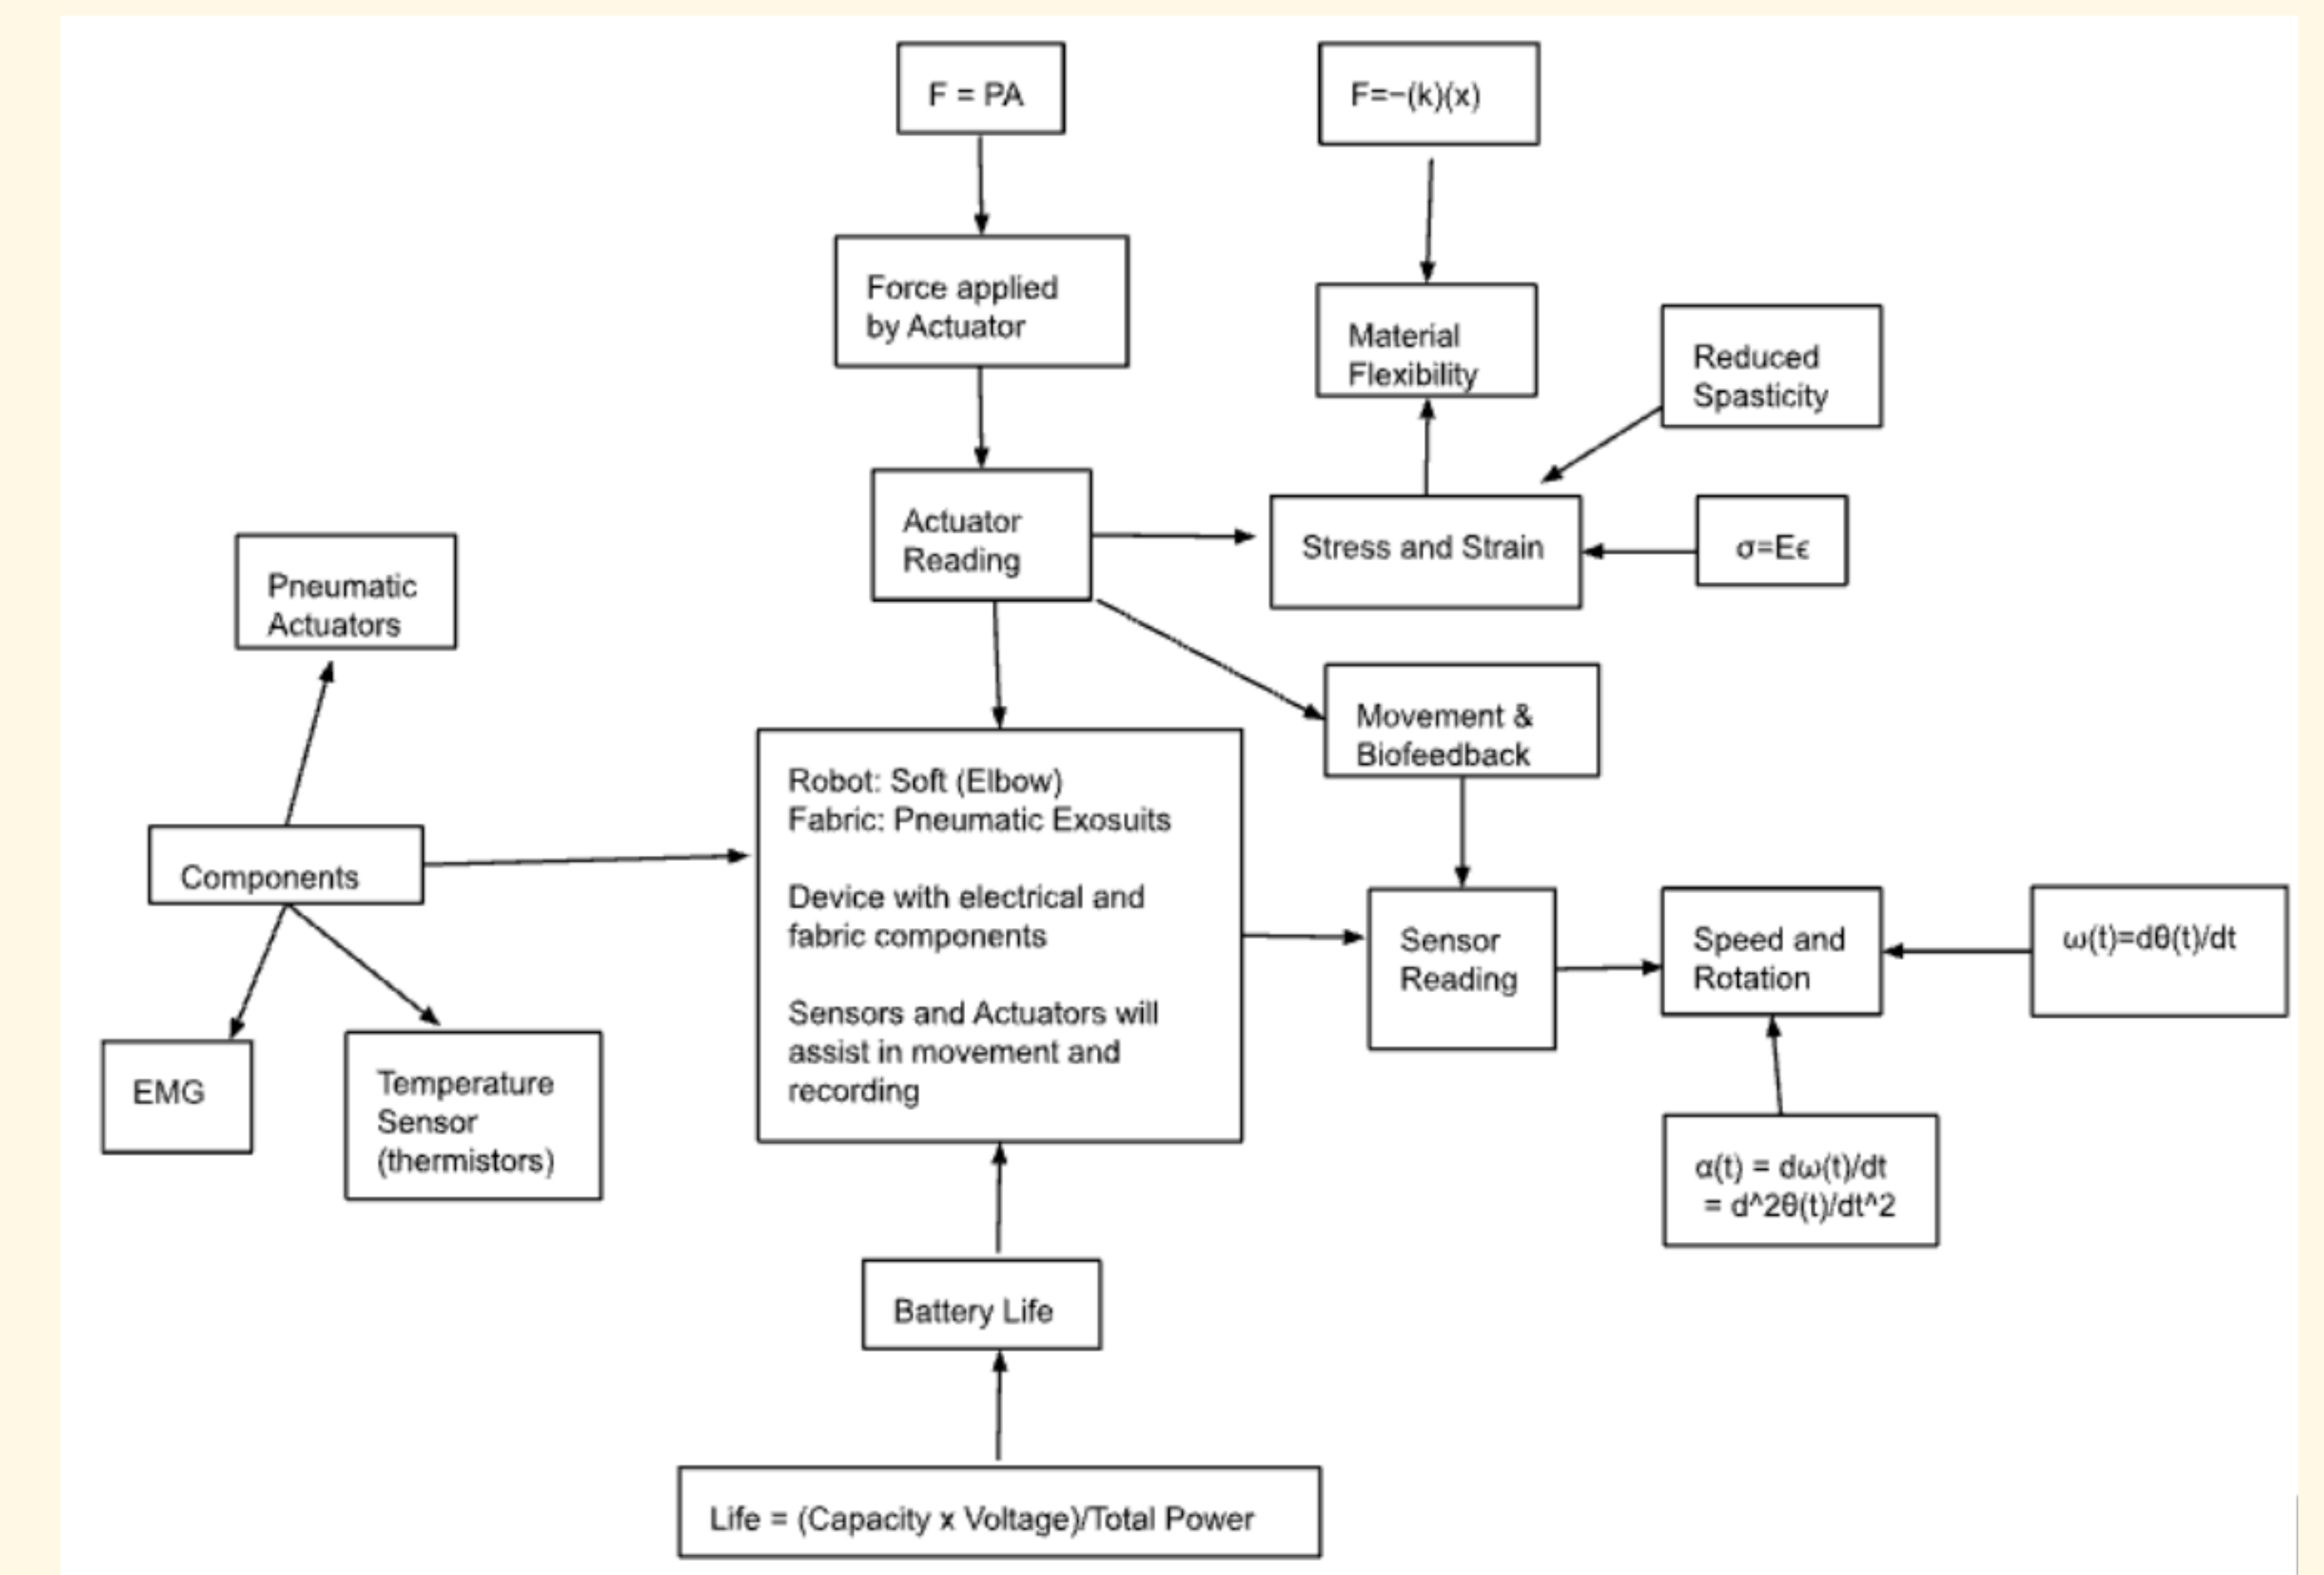 F = PA
F=−(k)(x)
Force applied
by Actuator
Material
Flexibility
Reduced
Spasticity
Actuator
Reading
Stress and Strain
σ=Eϵ
Pneumatic
Actuators
Movement &
Biofeedback
Components
Robot: Soft (Elbow)
Fabric: Pneumatic Exosuits
Device with electrical and
fabric components
Sensors and Actuators will
assist in movement and
recording
Sensor
Reading
Speed and
Rotation
ω(t)=dθ(t)/dt
EMG
Temperature
Sensor
(thermistors)
α(t) = dω(t)/dt
= d^2θ(t)/dt^2
Battery Life
Life = (Capacity x Voltage)/Total Power